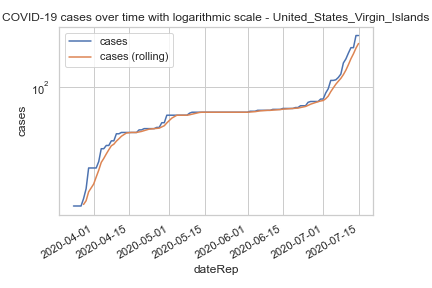 COVID-19 cases over time with logarithmic scale - United_States_Virgin_Islands
cases
cases (rolling)
10²
cases
2020-04-01
2020-04-15
2020-05-01
2020-05-15
2020-06-01
2020-06-15
2020-07-01
2020-07-15
dateRep